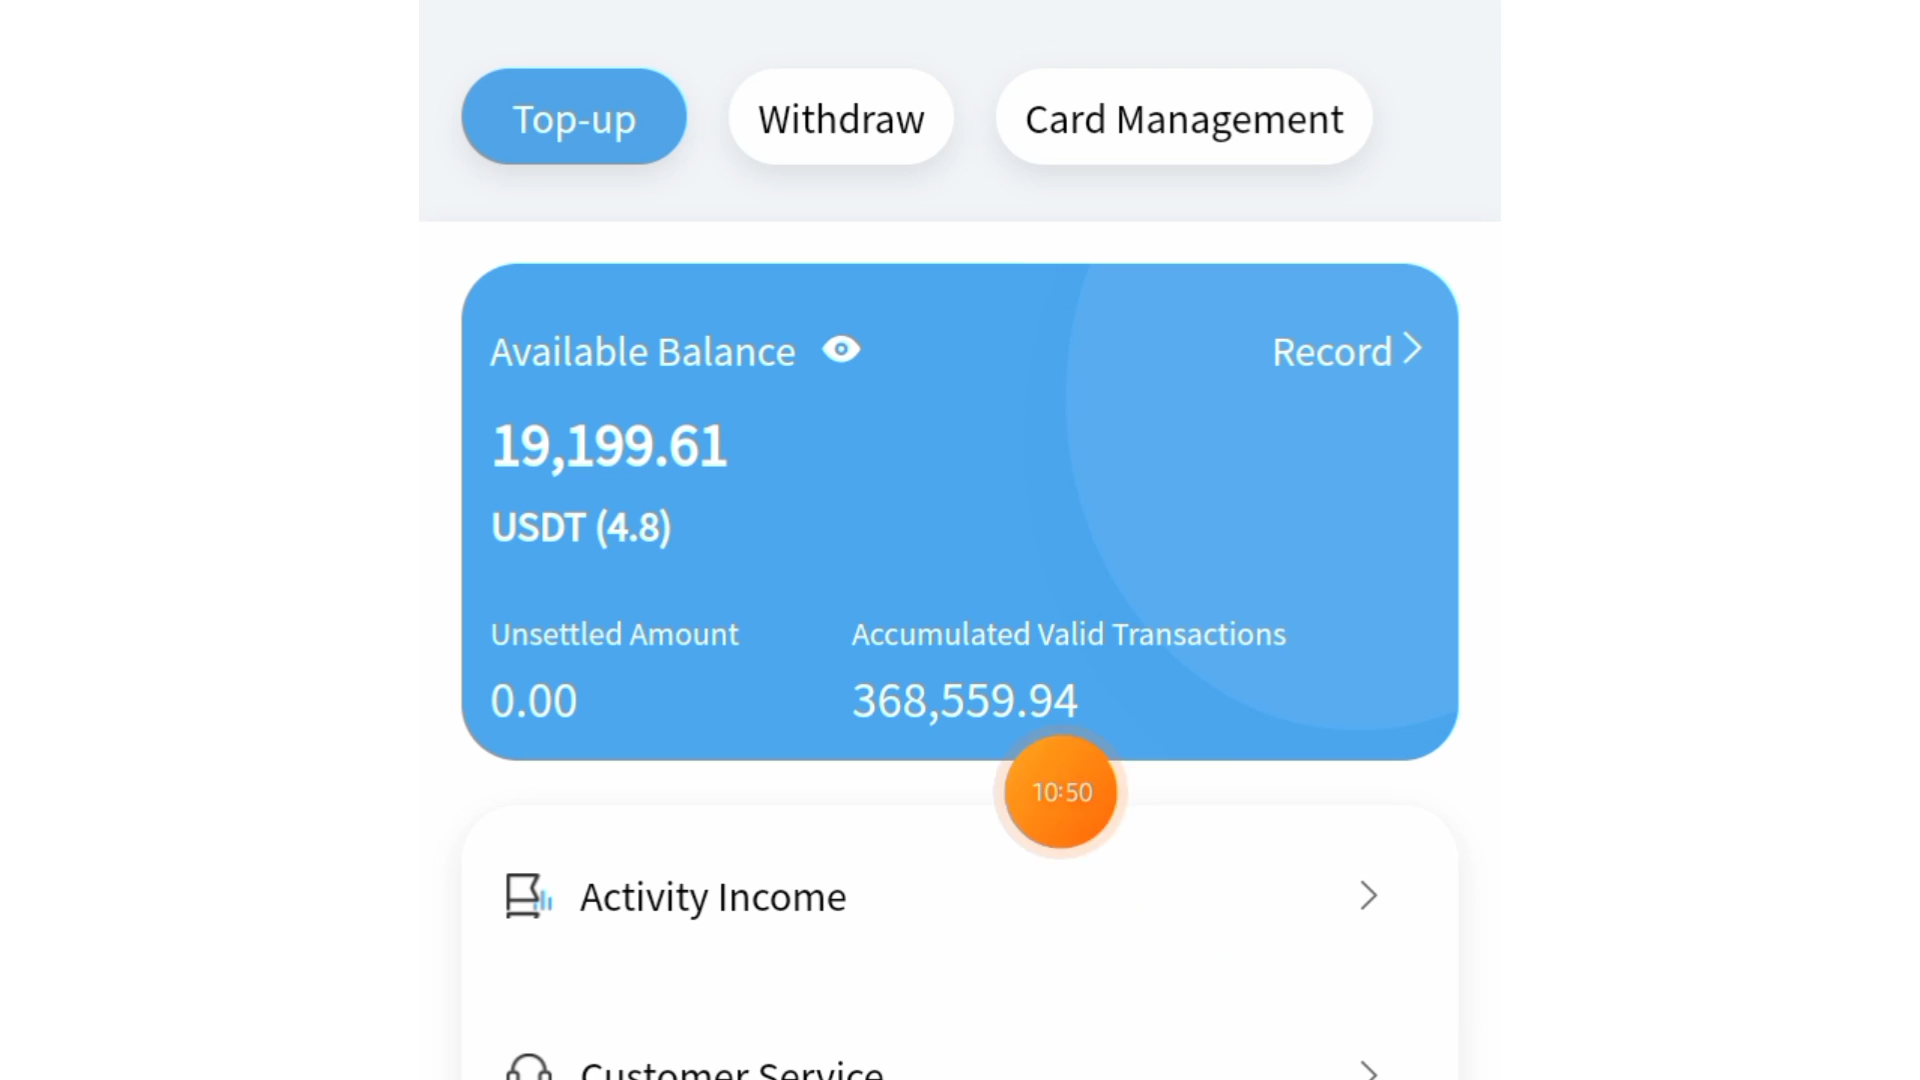 Top-up Withdraw Card Management
Available Balance Record
19,199.61
USDT (4.8)
Unsettled Amount Accumulated Valid Transactions
0.00 368,559.94
10:50
Activity Income
Customer Service